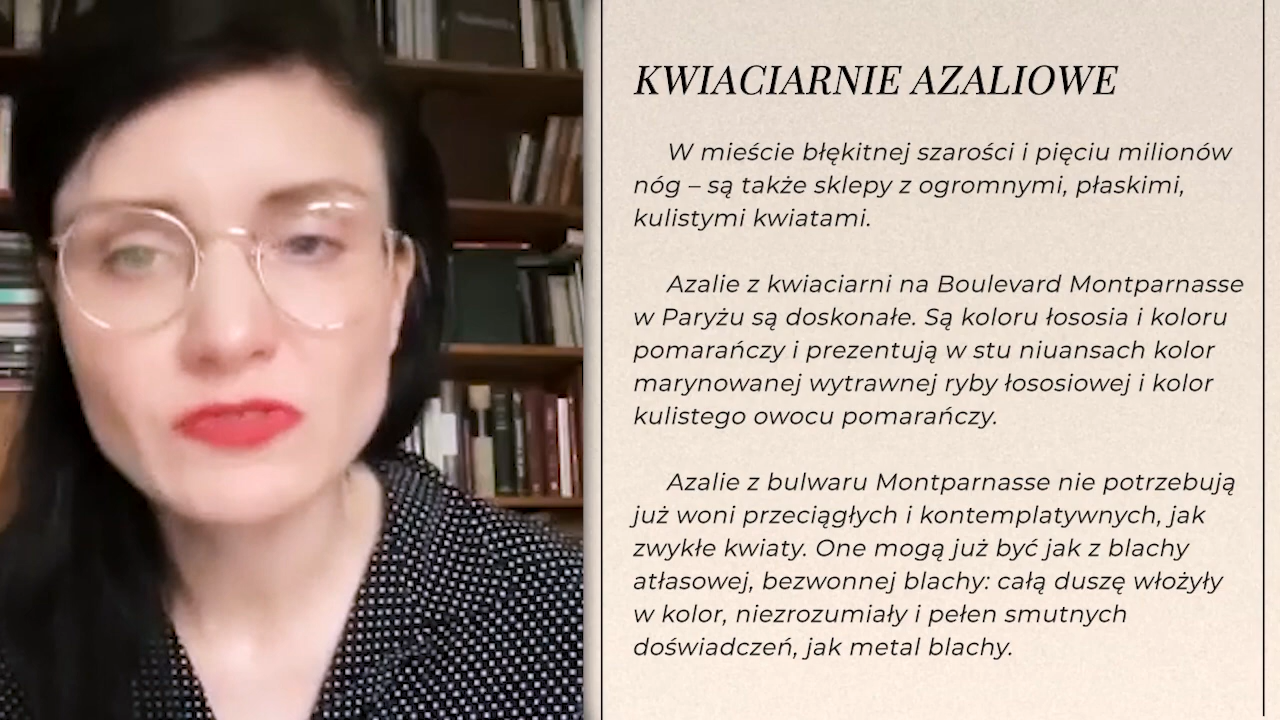 KWIACIARNIE AZALIOWE
W mieście błękitnej szarości i pięciu milionów
nóg – są także sklepy z ogromnymi, płaskimi,
kulistymi kwiatami.
Azalie z kwiaciarni na Boulevard Montparnasse
w Paryżu są doskonałe. Są koloru łososia i koloru
pomarańczy i prezentują w stu niuansach kolor
marynowanej wytrawnej ryby łososiowej i kolor
kulistego owocu pomarańczy.
Azalie z bulwaru Montparnasse nie potrzebują
już woni przeciągłych i kontemplatywnych, jak
zwykłe kwiaty. One mogą już być jak z blachy
atłasowej, bezwonnej blachy: całą duszę włożyły
w kolor, niezrozumiały i pełen smutnych
doświadczeń, jak metal blachy.